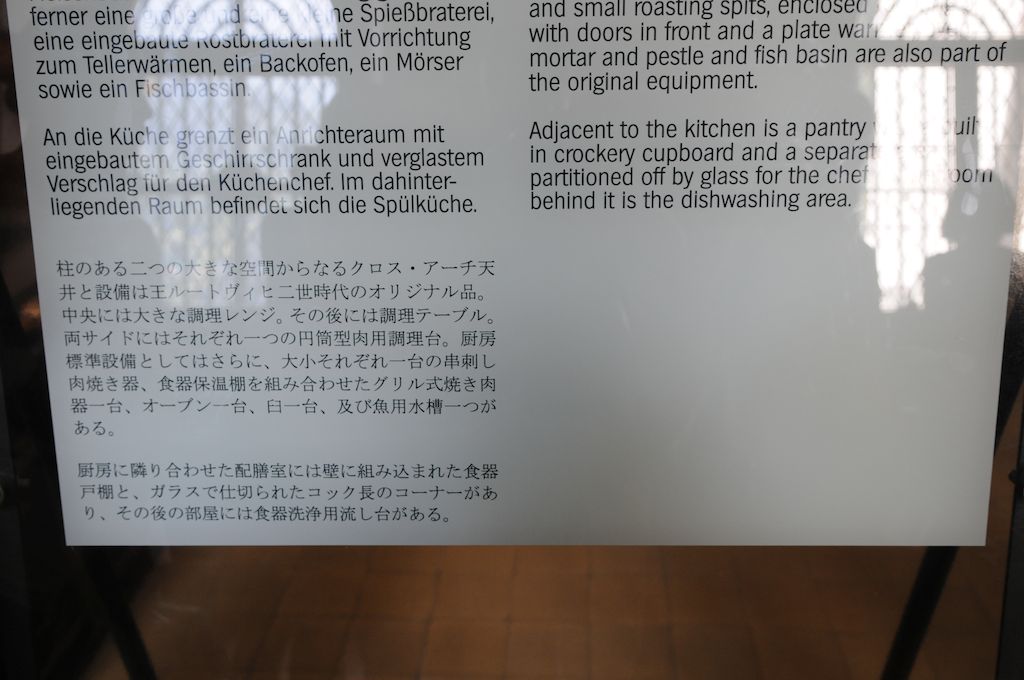 ferner eine große und eine kleine Spießbraterei,
eine eingebaute Rostbraterei mit Vorrichtung
zum Tellerwärmen, ein Backofen, ein Mörser
sowie ein Fischbassin.
An die Küche grenzt ein Anrichteraum mit
eingebautem Geschirrschrank und verglastem
Verschlag für den Küchenchef. Im dahinter-
liegenden Raum befindet sich die Spülküche.
and small roasting spits, enclosed
with doors in front and a plate
mortar and pestle and fish basin are also part of
the original equipment.
Adjacent to the kitchen is a pantry
in crockery cupboard and a separate
partitioned off by glass for the chef
behind it is the dishwashing area.
柱のある二つの大きな空間からなるクロス・アーチ天
井と設備は王ルートヴィヒ二世時代のオリジナル品。
中央には大きな調理レンジ。その後には調理テーブル。
両サイドにはそれぞれ一つの円筒型肉用調理台。厨房
標準設備としてはさらに、大小それぞれ一台の串刺し
肉焼き器、食器保温棚を組み合わせたグリル式焼き肉
器一台、オーブン一台、臼一台、及び魚用水槽一つが
ある。
厨房に隣り合わせた配膳室には壁に組み込まれた食器
戸棚と、ガラスで仕切られたコック長のコーナーがあ
り、その後の部屋には食器洗浄用流し台がある。